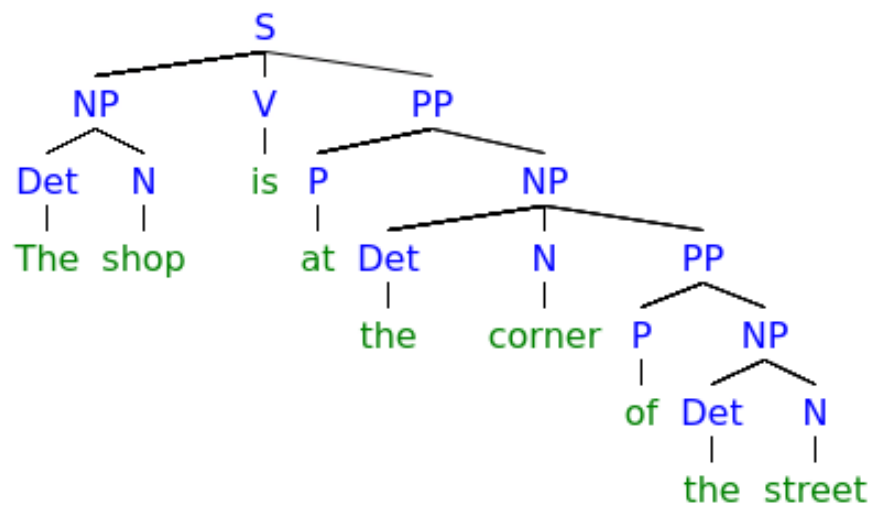 S
NP V PP
Det N is P NP
The shop at Det N PP
the corner P NP
of Det N
the street